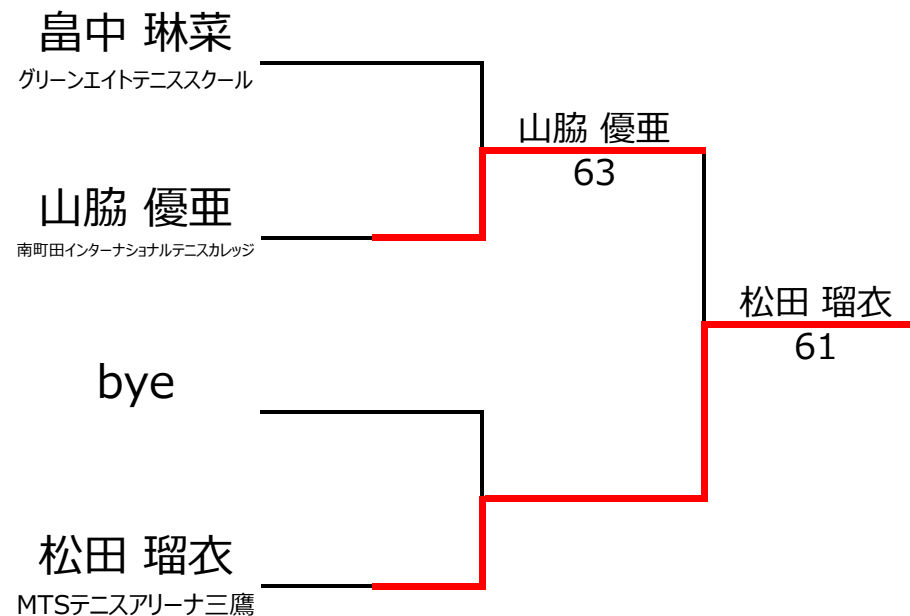 畠中 琳菜
グリーンエイトテニススクール
山脇 優亜
63
山脇 優亜
南町田インターナショナルテニスカレッジ
松田 瑠衣
61
bye
松田 瑠衣
MTSテニスアリーナ三鷹